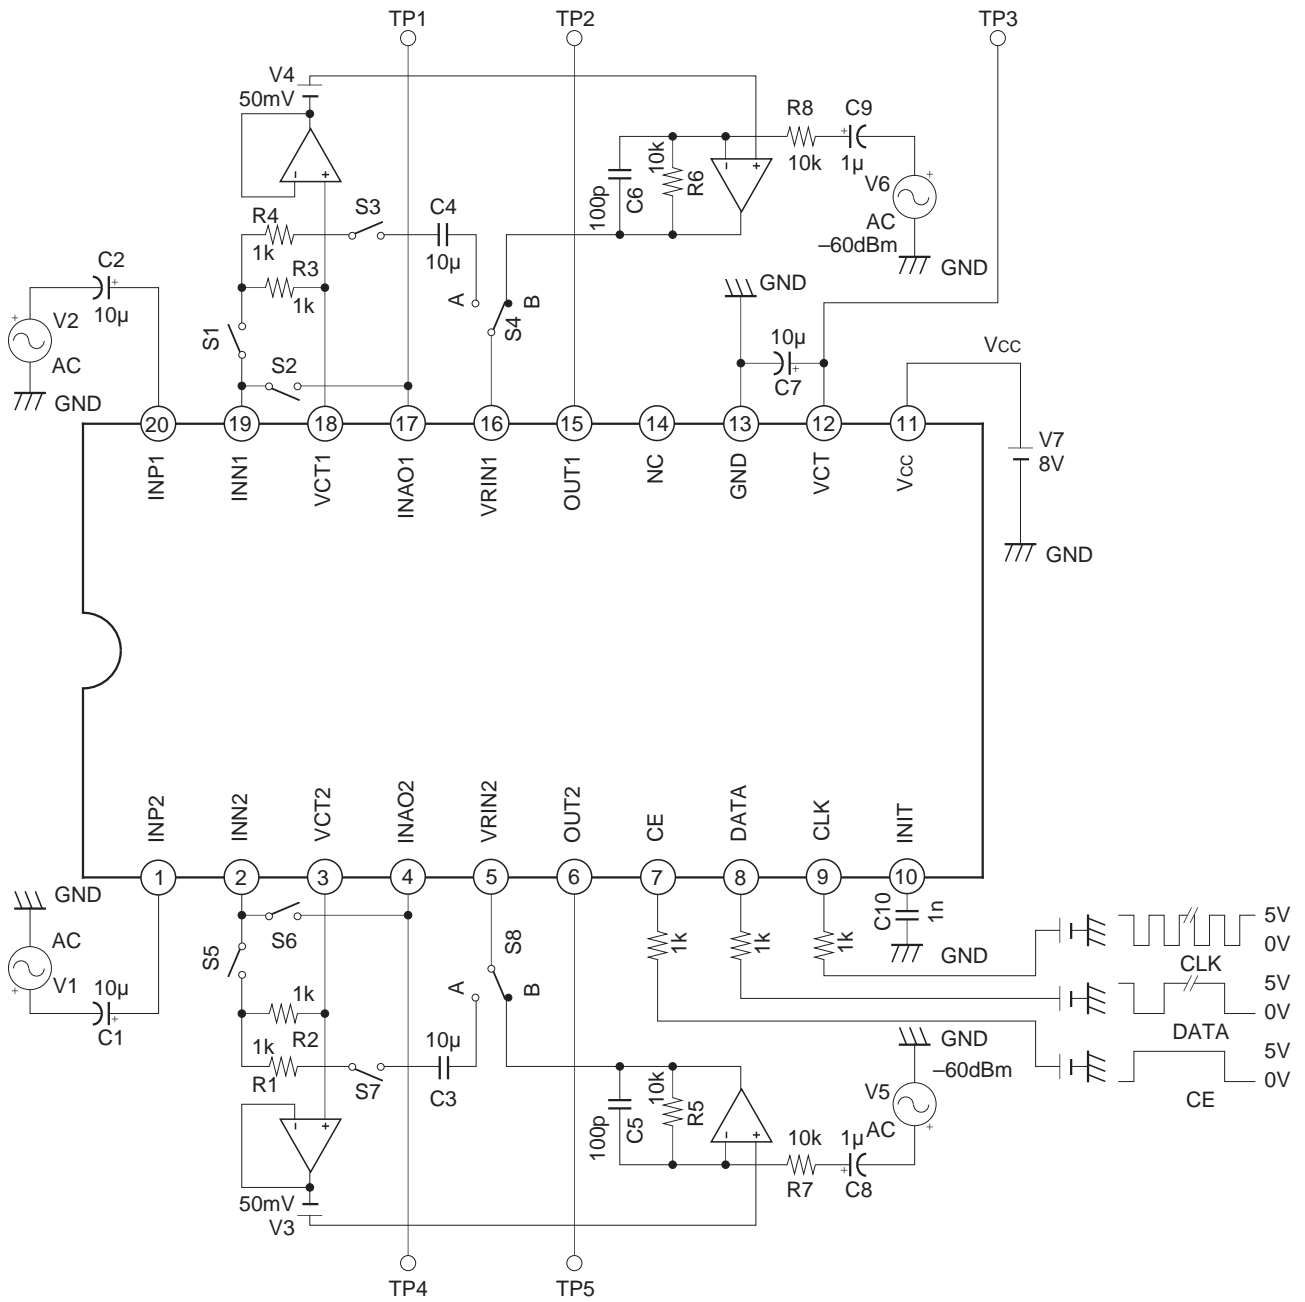 TP1
TP2
TP3
V4
50mV
R8
C9
10k
1µ
10k
R6
100p
C6
V6
AC
–60dBm
GND
S3
C4
R4
1k
10µ
R3
1k
C2
10µ
V2
AC
GND
S1
S2
A
B
S4
GND
10µ
C7
VCC
V7
8V
GND
20
19
18
17
16
15
14
13
12
11
INP1
INN1
VCT1
INAO1
VRIN1
OUT1
NC
GND
VCT
VCC
INP2
INN2
VCT2
INAO2
VRIN2
OUT2
CE
DATA
CLK
INIT
1
2
3
4
5
6
7
8
9
10
GND
AC
V1
10µ
C1
S5
S6
S8
A
B
1k
R2
1k
R1
S7
10µ
C3
1k
1k
1k
C10
1n
GND
5V
0V
CLK
5V
0V
DATA
5V
0V
CE
GND
–60dBm
V5
AC
10k
R5
100p
C5
10k
R7
1µ
C8
50mV
V3
TP4
TP5